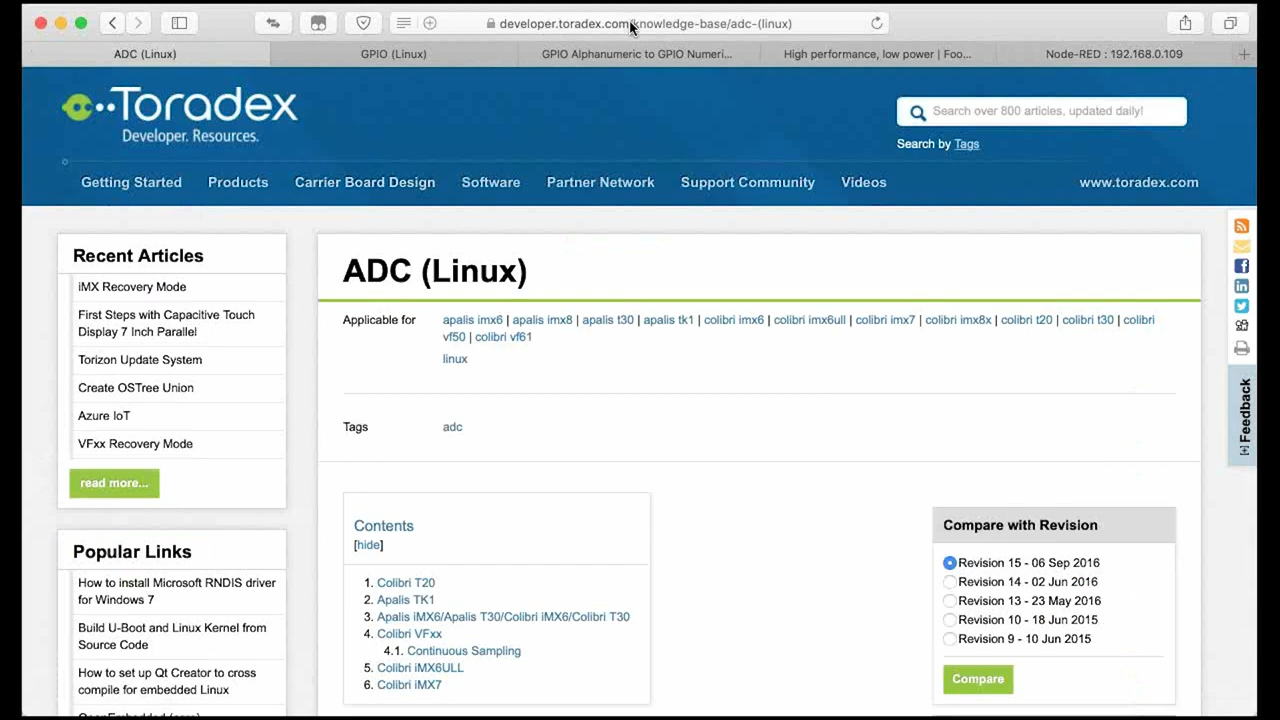 developer.toradex.com/knowledge-base/adc-(linux)
ADC (Linux)
GPIO (Linux)
GPIO Alphanumeric to GPIO Numeri...
High performance, low power | Foo...
Node-RED : 192.168.0.109
Toradex
Developer. Resources.
Search over 800 articles, updated daily!
Search by Tags
Getting Started
Products
Carrier Board Design
Software
Partner Network
Support Community
Videos
www.toradex.com
Recent Articles
iMX Recovery Mode
First Steps with Capacitive Touch
Display 7 Inch Parallel
Torizon Update System
Create OSTree Union
Azure IoT
VFxx Recovery Mode
read more...
Popular Links
How to install Microsoft RNDIS driver
for Windows 7
Build U-Boot and Linux Kernel from
Source Code
How to set up Qt Creator to cross
compile for embedded Linux
ADC (Linux)
Applicable for
apalis imx6 | apalis imx8 | apalis t30 | apalis tk1 | colibri imx6 | colibri imx6ull | colibri imx7 | colibri imx8x | colibri t20 | colibri t30 | colibri
vf50 | colibri vf61
linux
Tags
adc
Contents
[hide]
1. Colibri T20
2. Apalis TK1
3. Apalis iMX6/Apalis T30/Colibri iMX6/Colibri T30
4. Colibri VFxx
4.1. Continuous Sampling
5. Colibri iMX6ULL
6. Colibri iMX7
Compare with Revision
Revision 15 - 06 Sep 2016
Revision 14 - 02 Jun 2016
Revision 13 - 23 May 2016
Revision 10 - 18 Jun 2015
Revision 9 - 10 Jun 2015
Compare
[+] Feedback